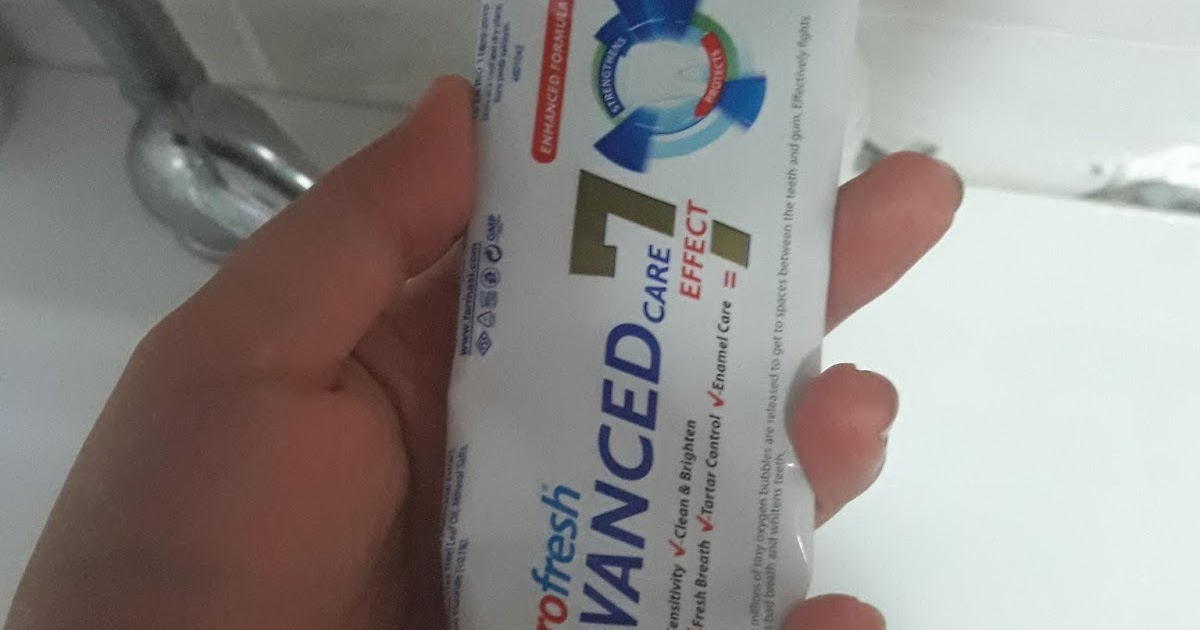 ENHANCED FORMULA
STRENGTHENS
PROTECTS
rofresh
VANCED CARE 7
EFFECT
ensitivity ✓Clean & Brighten
Fresh Breath ✓Tartar Control ✓Enamel Care =
millions of tiny oxygen bubbles are released to get to spaces between the teeth and gum, Effectively fights
bad breath and whitens teeth.
www.farmasi.com
GMP